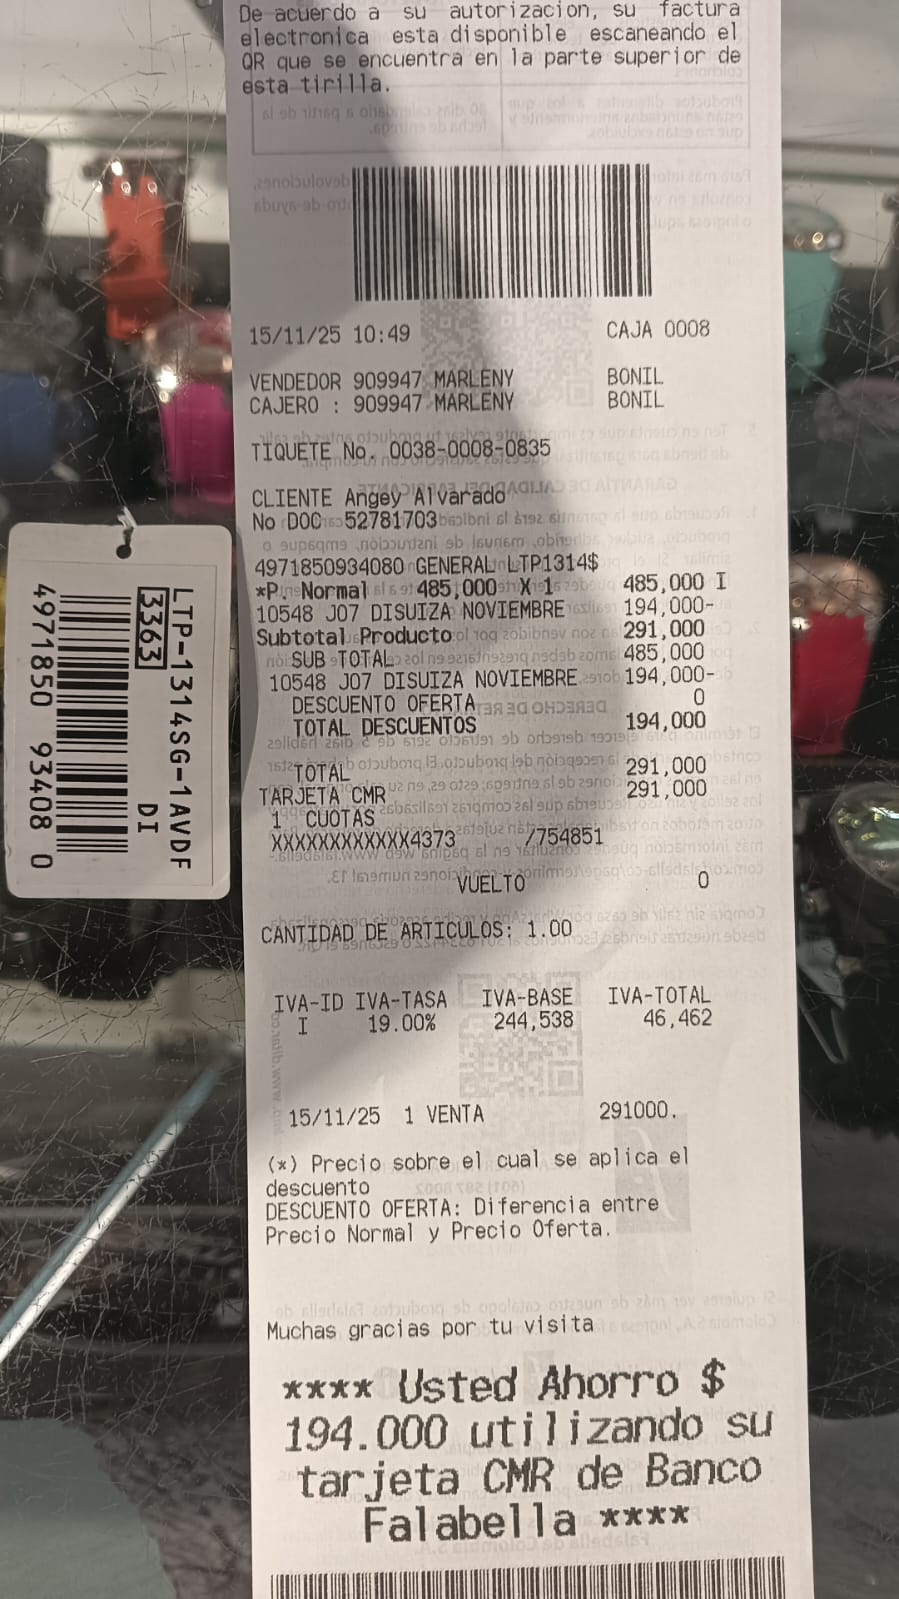 De acuerdo a su autorizacion, su factura
electronica esta disponible escaneando el
QR que se encuentra en la parte superior de
esta tirilla.
15/11/25 10:49 CAJA 0008
VENDEDOR 909947 MARLENY BONIL
CAJERO : 909947 MARLENY BONIL
TIQUETE No. 0038-0008-0835
CLIENTE Angey Alvarado
No DOC 52781703
4971850934080 GENERAL LTP1314$
*P. Normal 485,000 X 1 485,000 I
10548 J07 DISUIZA NOVIEMBRE 194,000-
Subtotal Producto 291,000
SUB TOTAL 485,000
10548 J07 DISUIZA NOVIEMBRE 194,000-
DESCUENTO OFERTA 0
TOTAL DESCUENTOS 194,000
TOTAL 291,000
TARJETA CMR 291,000
1 CUOTAS
XXXXXXXXXXXX4373 /754851
VUELTO 0
CANTIDAD DE ARTICULOS: 1.00
IVA-ID IVA-TASA IVA-BASE IVA-TOTAL
I 19.00% 244,538 46,462
15/11/25 1 VENTA 291000.
(*) Precio sobre el cual se aplica el
descuento
DESCUENTO OFERTA: Diferencia entre
Precio Normal y Precio Oferta.
Muchas gracias por tu visita
**** Usted Ahorro $
194.000 utilizando su
tarjeta CMR de Banco
Falabella ****
LTP-1314SG-1AVDF
3363 DI
4971850 93408 0